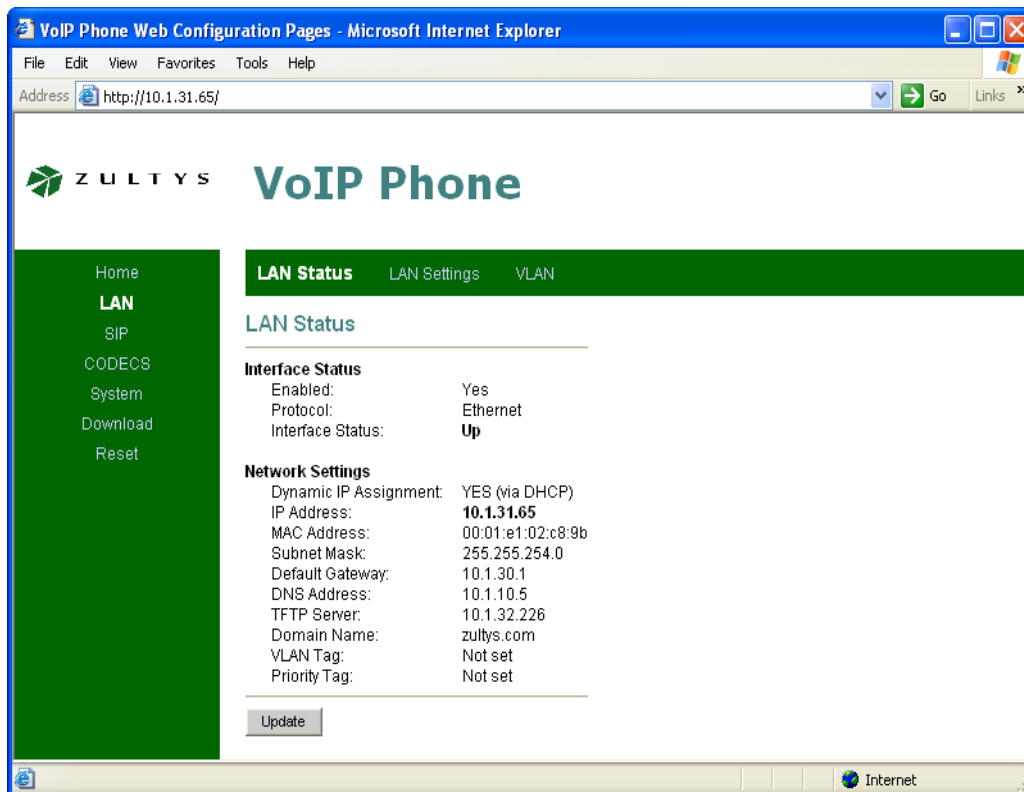 VoIP Phone Web Configuration Pages - Microsoft Internet Explorer
File Edit View Favorites Tools Help
Address http://10.1.31.65/ Go Links »
ZULTYS VoIP Phone
Home
LAN
SIP
CODECS
System
Download
Reset
LAN Status LAN Settings VLAN
LAN Status
Interface Status
Enabled: Yes
Protocol: Ethernet
Interface Status: Up
Network Settings
Dynamic IP Assignment: YES (via DHCP)
IP Address: 10.1.31.65
MAC Address: 00:01:e1:02:c8:9b
Subnet Mask: 255.255.254.0
Default Gateway: 10.1.30.1
DNS Address: 10.1.10.5
TFTP Server: 10.1.32.226
Domain Name: zultys.com
VLAN Tag: Not set
Priority Tag: Not set
Update
Internet